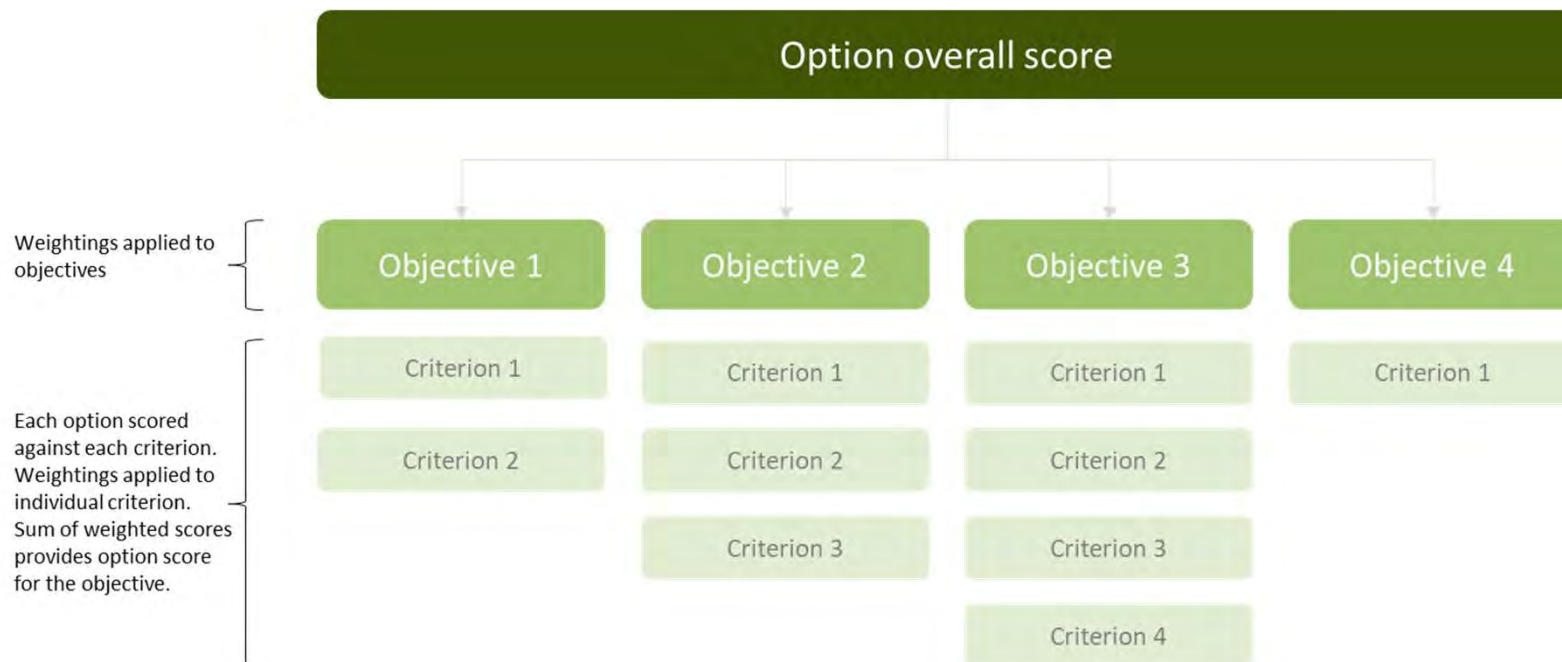 Option overall score
Weightings applied to
objectives
Objective 1
Objective 2
Objective 3
Objective 4
Each option scored
against each criterion.
Weightings applied to
individual criterion.
Sum of weighted scores
provides option score
for the objective.
Criterion 1
Criterion 2
Criterion 1
Criterion 2
Criterion 3
Criterion 1
Criterion 2
Criterion 3
Criterion 4
Criterion 1